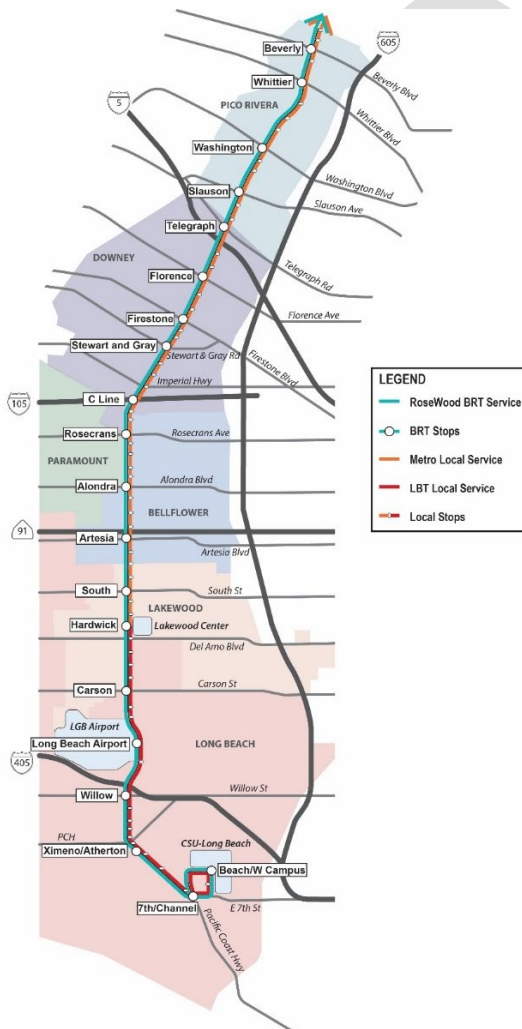 605
Beverly
Beverly Blvd
Whittier
Whittier Blvd
5
PICO RIVERA
Washington
Washington Blvd
Slauson
Slauson Ave
Telegraph
Telegraph Rd
DOWNEY
Florence
Florence Ave
Firestone
Firestone Blvd
Stewart and Gray
Stewart & Gray Rd
Imperial Hwy
105
C Line
Rosecrans
Rosecrans Ave
PARAMOUNT
Alondra
Alondra Blvd
BELLFLOWER
91
Artesia
Artesia Blvd
South
South St
LAKEWOOD
Hardwick
Lakewood Center
Del Amo Blvd
Carson
Carson St
LGB Airport
Long Beach Airport
LONG BEACH
405
Willow
Willow St
PCH
CSU-Long Beach
Ximeno/Atherton
Beach/W Campus
7th/Channel
E 7th St
Pacific Coast Hwy
LEGEND
RoseWood BRT Service
BRT Stops
Metro Local Service
LBT Local Service
Local Stops